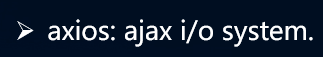 ➢ axios: ajax i/o system.